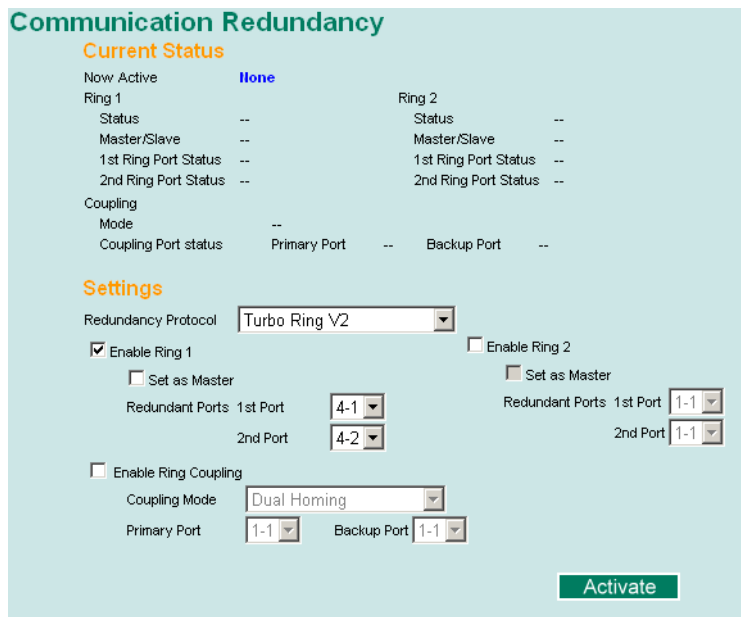 Communication Redundancy
Current Status
Now Active None
Ring 1 Ring 2
Status -- Status --
Master/Slave -- Master/Slave --
1st Ring Port Status -- 1st Ring Port Status --
2nd Ring Port Status -- 2nd Ring Port Status --
Coupling
Mode --
Coupling Port status Primary Port -- Backup Port --
Settings
Redundancy Protocol Turbo Ring V2
Enable Ring 1 Enable Ring 2
Set as Master Set as Master
Redundant Ports 1st Port 4-1 Redundant Ports 1st Port 1-1
2nd Port 4-2 2nd Port 1-1
Enable Ring Coupling
Coupling Mode Dual Homing
Primary Port 1-1 Backup Port 1-1
Activate